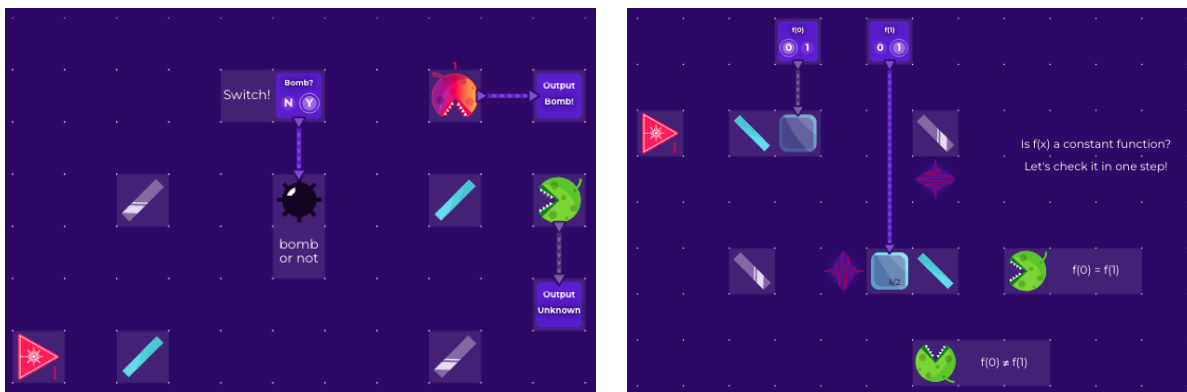 Switch!
Bomb?
N Y
1
Output
Bomb!
bomb
or not
Output
Unknown
1
f(0)
0 1
f(1)
0 1
1
Is f(x) a constant function?
Let's check it in one step!
λ/2
f(0) = f(1)
f(0) ≠ f(1)